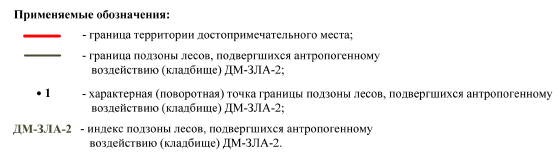 Применяемые обозначения:
- граница территории достопримечательного места;
- граница подзоны лесов, подвергшихся антропогенному
воздействию (кладбище) ДМ-ЗЛА-2;
• 1 - характерная (поворотная) точка границы подзоны лесов, подвергшихся антропогенному
воздействию (кладбище) ДМ-ЗЛА-2;
ДМ-ЗЛА-2 - индекс подзоны лесов, подвергшихся антропогенному
воздействию (кладбище) ДМ-ЗЛА-2.